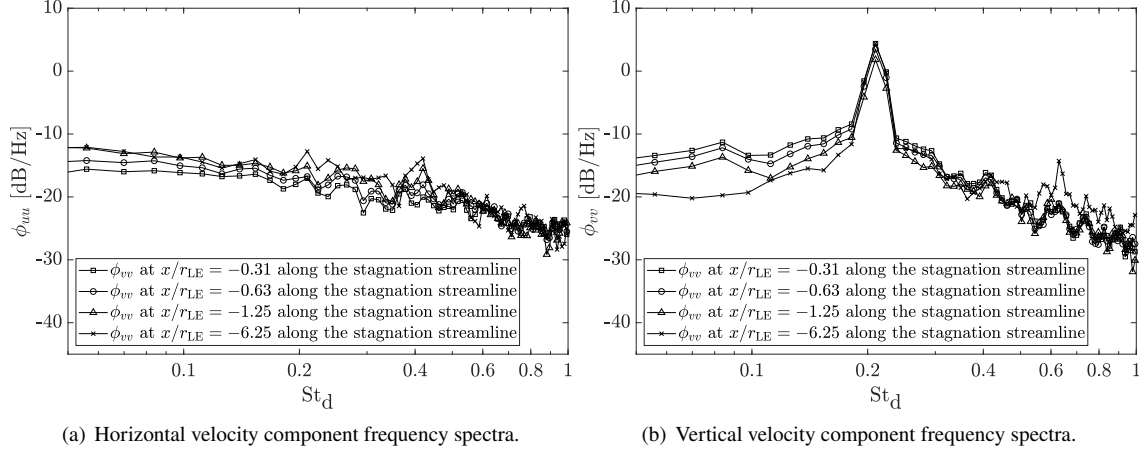 10
0
-10
-20
-30
-40
ϕuu [dB/Hz]
ϕvv at x/rLE = −0.31 along the stagnation streamline
ϕvv at x/rLE = −0.63 along the stagnation streamline
ϕvv at x/rLE = −1.25 along the stagnation streamline
ϕvv at x/rLE = −6.25 along the stagnation streamline
0.1 0.2 0.4 0.6 0.8 1
Std
(a) Horizontal velocity component frequency spectra.
10
0
-10
-20
-30
-40
ϕvv [dB/Hz]
ϕvv at x/rLE = −0.31 along the stagnation streamline
ϕvv at x/rLE = −0.63 along the stagnation streamline
ϕvv at x/rLE = −1.25 along the stagnation streamline
ϕvv at x/rLE = −6.25 along the stagnation streamline
0.1 0.2 0.4 0.6 0.8 1
Std
(b) Vertical velocity component frequency spectra.